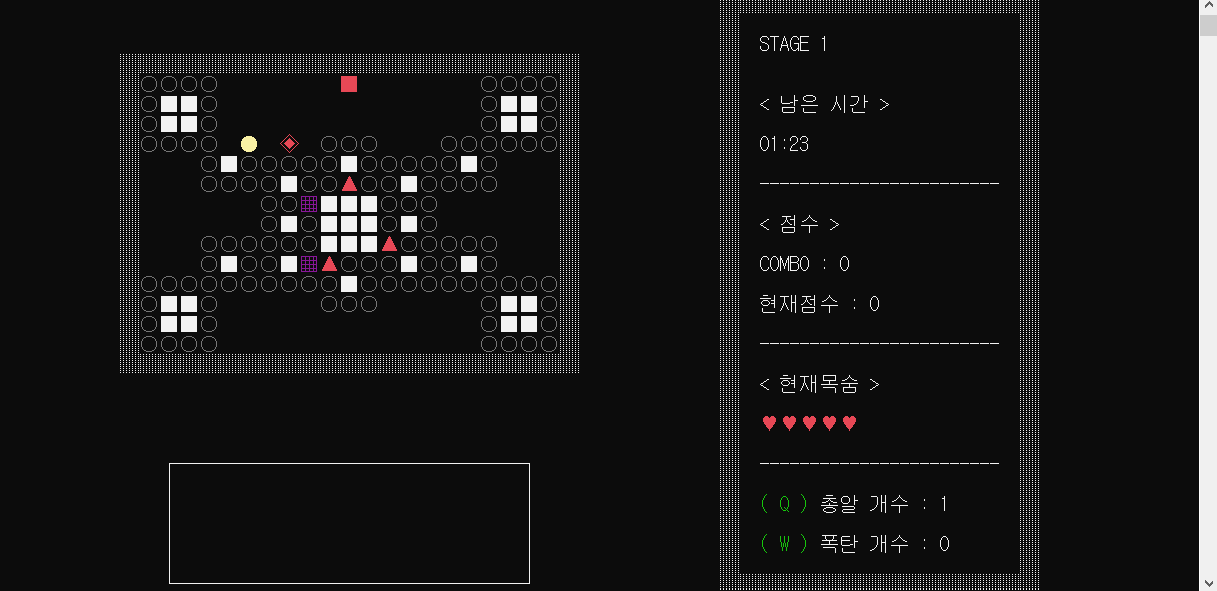 STAGE 1
< 남은 시간 >
01:23
------------------------
< 점수 >
COMBO : 0
현재점수 : 0
------------------------
< 현재목숨 >
♥♥♥♥♥
------------------------
( Q ) 총알 개수 : 1
( W ) 폭탄 개수 : 0